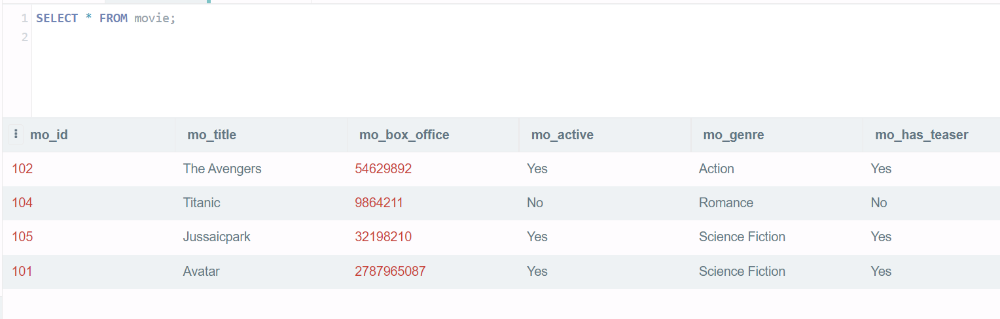 1 SELECT * FROM movie;
2
mo_id mo_title mo_box_office mo_active mo_genre mo_has_teaser
102 The Avengers 54629892 Yes Action Yes
104 Titanic 9864211 No Romance No
105 Jussaicpark 32198210 Yes Science Fiction Yes
101 Avatar 2787965087 Yes Science Fiction Yes